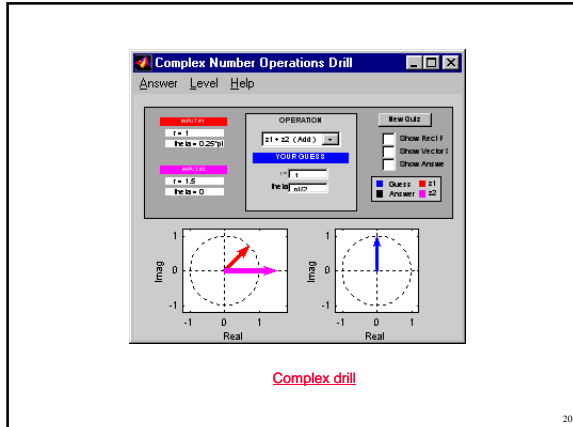 Complex Number Operations Drill
Answer Level Help
INPUT #1
r = 1
theta = 0.25*pi
INPUT #2
r = 1.5
theta = 0
OPERATION
z1 + z2 ( Add )
YOUR GUESS
r= 1
theta pi/2
New Quiz
Show Rect F
Show Vector
Show Answe
Guess z1
Answer z2
1
0
-1
Imag
-1 0 1
Real
1
0
-1
Imag
-1 0 1
Real
Complex drill
20